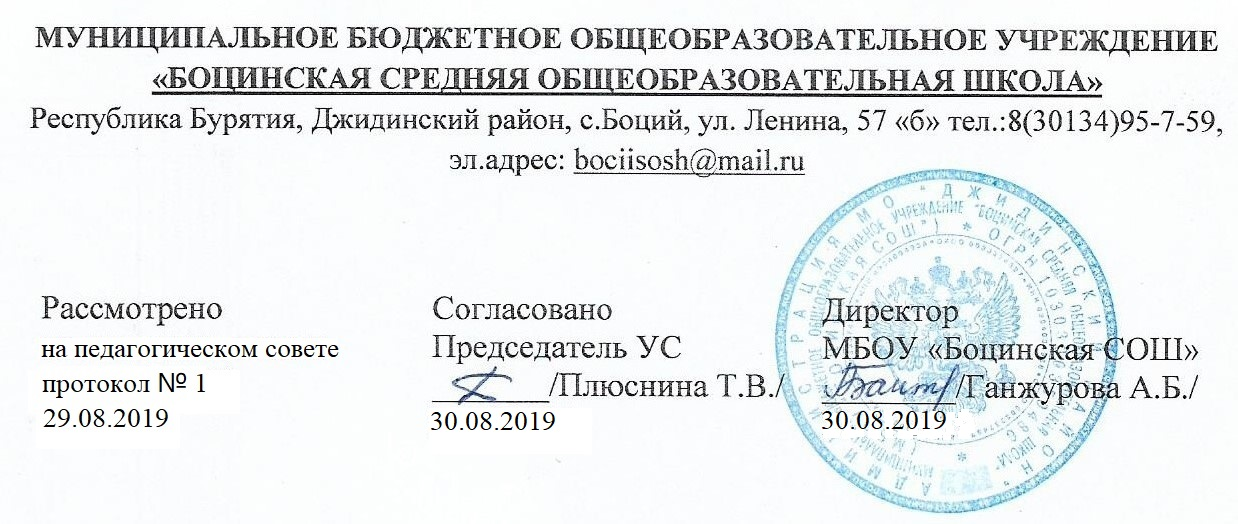 МУНИЦИПАЛЬНОЕ БЮДЖЕТНОЕ ОБЩЕОБРАЗОВАТЕЛЬНОЕ УЧРЕЖДЕНИЕ
«БОЦИНСКАЯ СРЕДНЯЯ ОБЩЕОБРАЗОВАТЕЛЬНАЯ ШКОЛА»
Республика Бурятия, Джидинский район, с.Боций, ул. Ленина, 57 «б» тел.:8(30134)95-7-59,
эл.адрес: bociisosh@mail.ru
Рассмотрено
на педагогическом совете
протокол № 1
29.08.2019
Согласовано
Председатель УС
/Плюснина Т.В./
30.08.2019
Директор
МБОУ «Боцинская СОШ»
/Ганжурова А.Б./
30.08.2019